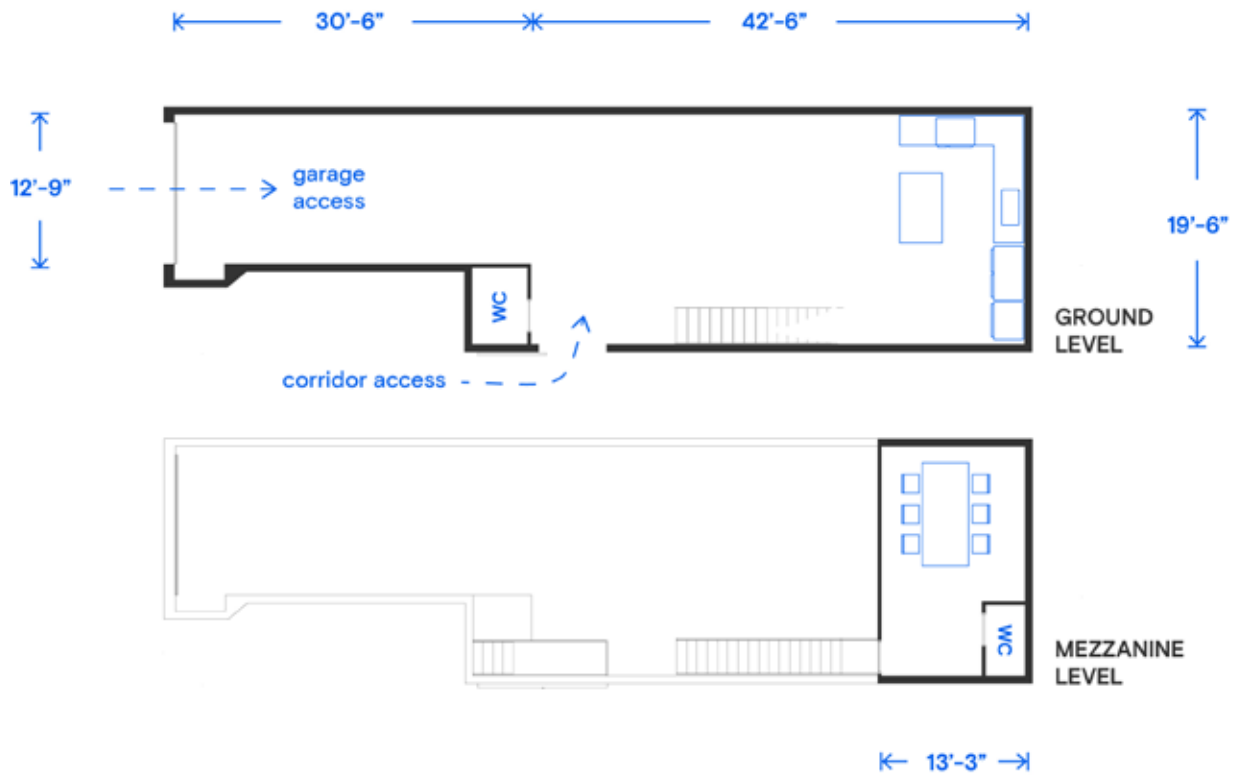 30’-6”
42’-6”
12’-9”
garage
access
19’-6”
WC
GROUND
LEVEL
corridor access
WC
MEZZANINE
LEVEL
13’-3”